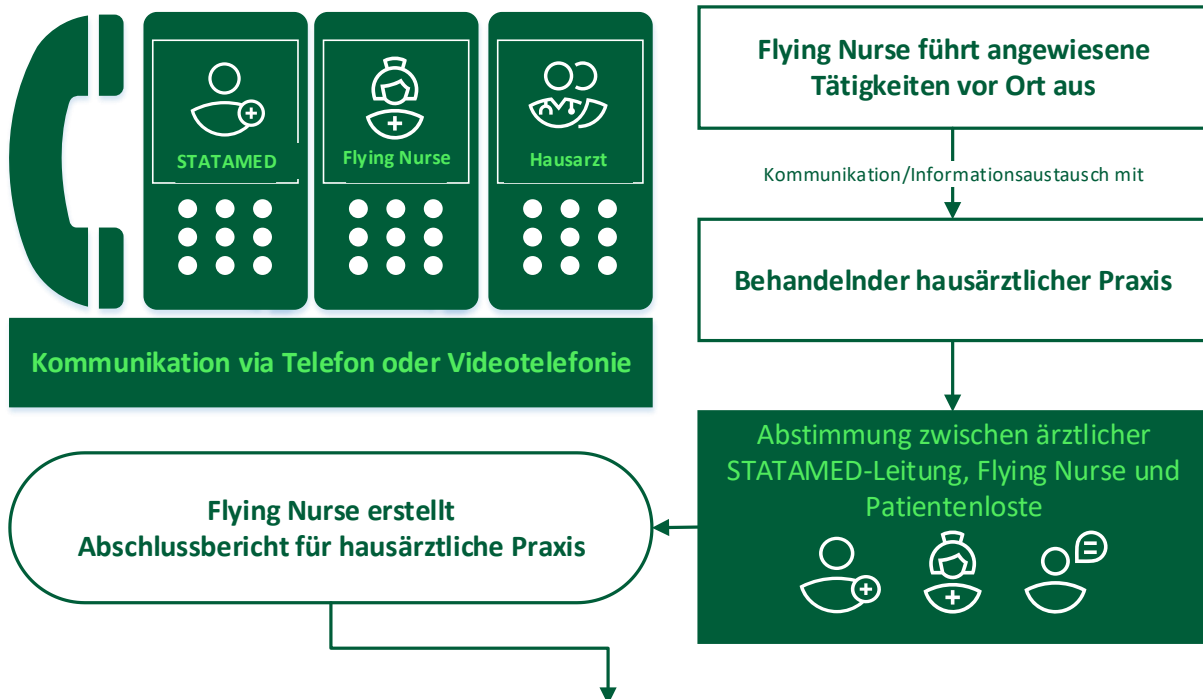 STATAMED
Flying Nurse
Hausarzt
Kommunikation via Telefon oder Videotelefonie
Flying Nurse führt angewiesene
Tätigkeiten vor Ort aus
Kommunikation/Informationsaustausch mit
Behandelnder hausärztlicher Praxis
Abstimmung zwischen ärztlicher
STATAMED-Leitung, Flying Nurse und
Patientenloste
Flying Nurse erstellt
Abschlussbericht für hausärztliche Praxis